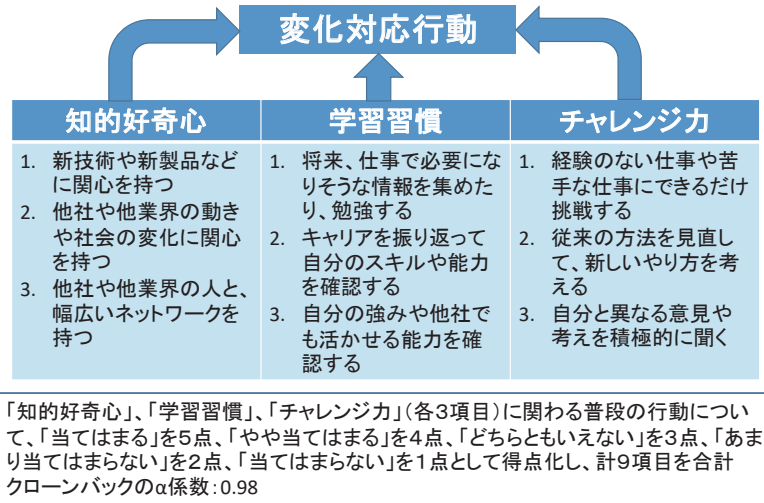 変化対応行動
知的好奇心
1. 新技術や新製品など
に関心を持つ
2. 他社や他業界の動き
や社会の変化に関心
を持つ
3. 他社や他業界の人と、
幅広いネットワークを
持つ
学習習慣
1. 将来、仕事で必要にな
りそうな情報を集めた
り、勉強する
2. キャリアを振り返って
自分のスキルや能力
を確認する
3. 自分の強みや他社で
も活かせる能力を確
認する
チャレンジ力
1. 経験のない仕事や苦
手な仕事にできるだけ
挑戦する
2. 従来の方法を見直し
て、新しいやり方を考
える
3. 自分と異なる意見や
考えを積極的に聞く
「知的好奇心」、「学習習慣」、「チャレンジ力」(各3項目)に関わる普段の行動につい
て、「当てはまる」を5点、「やや当てはまる」を4点、「どちらともいえない」を3点、「あま
り当てはまらない」を2点、「当てはまらない」を1点として得点化し、計9項目を合計
クローンバックのα係数:0.98